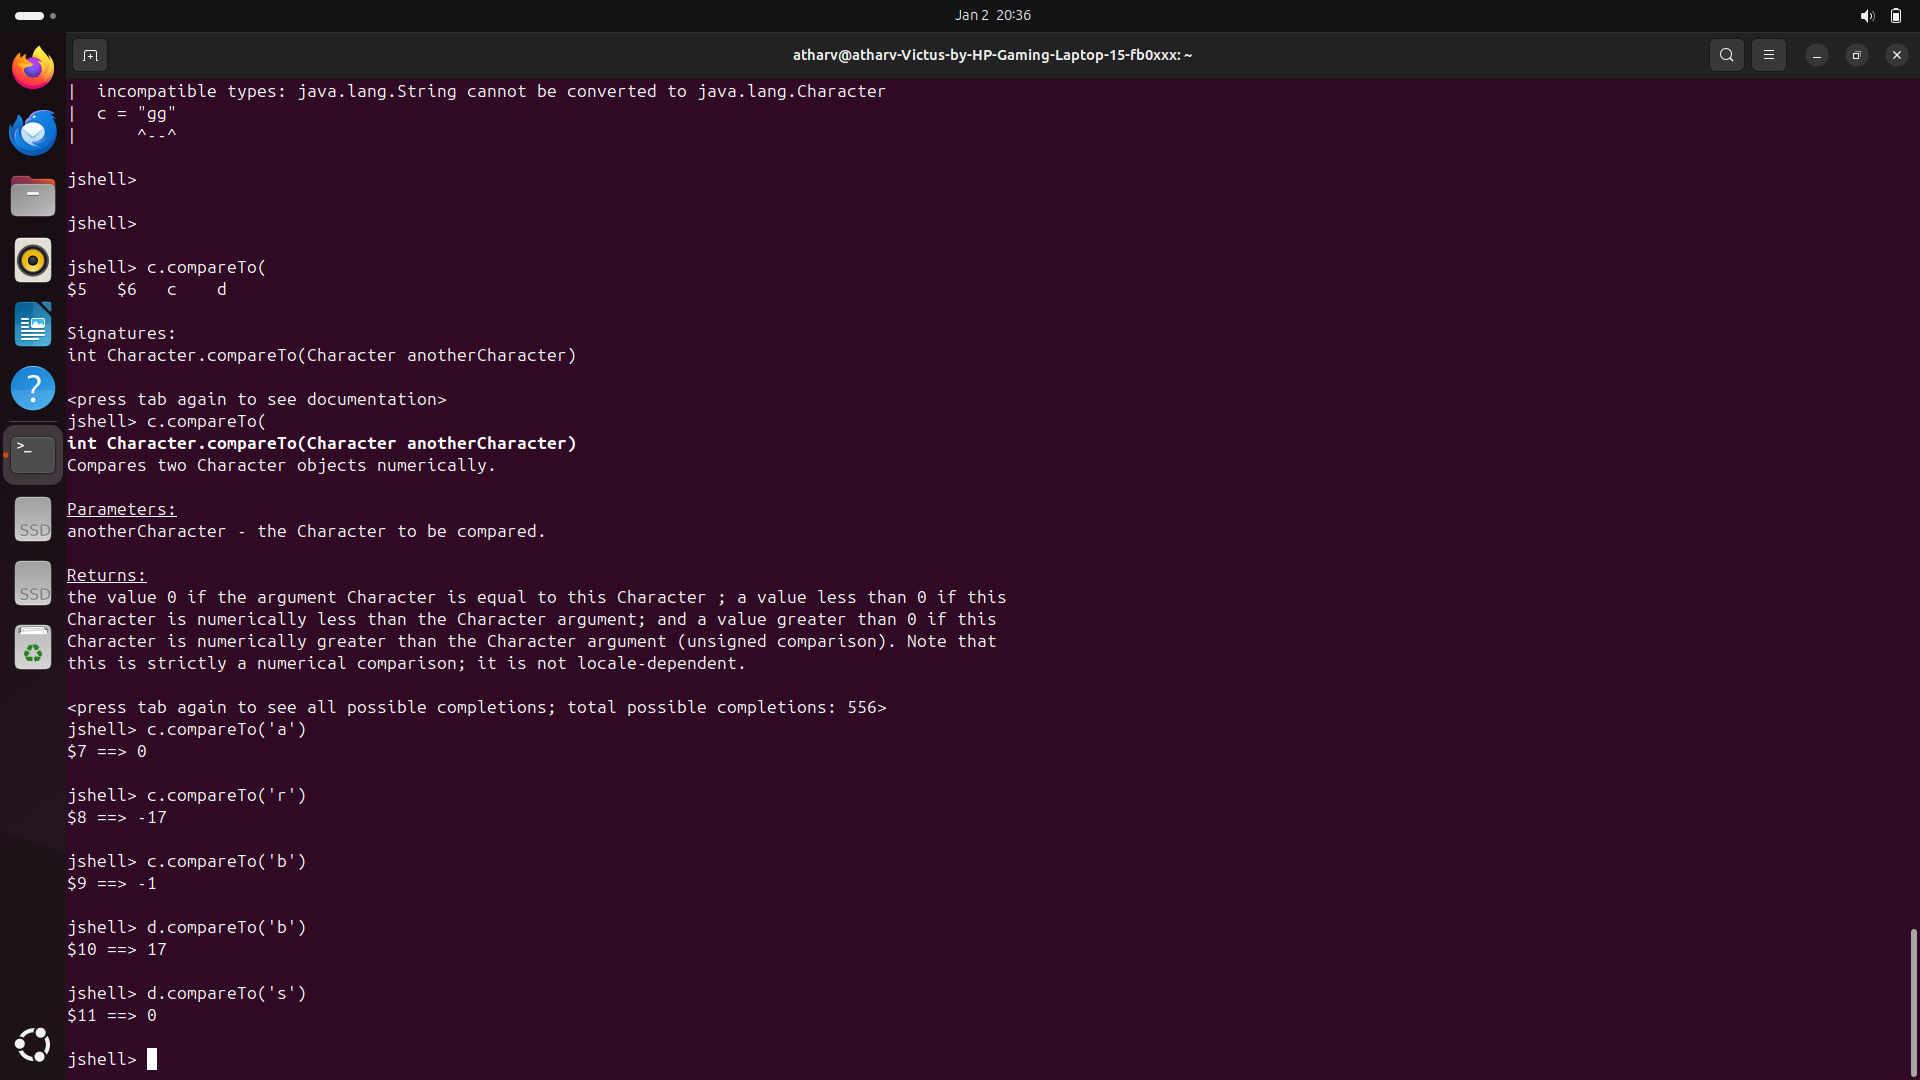 Jan 2 20:36
atharv@atharv-Victus-by-HP-Gaming-Laptop-15-fb0xxx: ~
| incompatible types: java.lang.String cannot be converted to java.lang.Character
| c = "gg"
| ^--^
jshell>
jshell>
jshell> c.compareTo(
$5 $6 c d
Signatures:
int Character.compareTo(Character anotherCharacter)
<press tab again to see documentation>
jshell> c.compareTo(
int Character.compareTo(Character anotherCharacter)
Compares two Character objects numerically.
Parameters:
anotherCharacter - the Character to be compared.
Returns:
the value 0 if the argument Character is equal to this Character ; a value less than 0 if this
Character is numerically less than the Character argument; and a value greater than 0 if this
Character is numerically greater than the Character argument (unsigned comparison). Note that
this is strictly a numerical comparison; it is not locale-dependent.
<press tab again to see all possible completions; total possible completions: 556>
jshell> c.compareTo('a')
$7 ==> 0
jshell> c.compareTo('r')
$8 ==> -17
jshell> c.compareTo('b')
$9 ==> -1
jshell> d.compareTo('b')
$10 ==> 17
jshell> d.compareTo('s')
$11 ==> 0
jshell>
?
>_
SSD
SSD